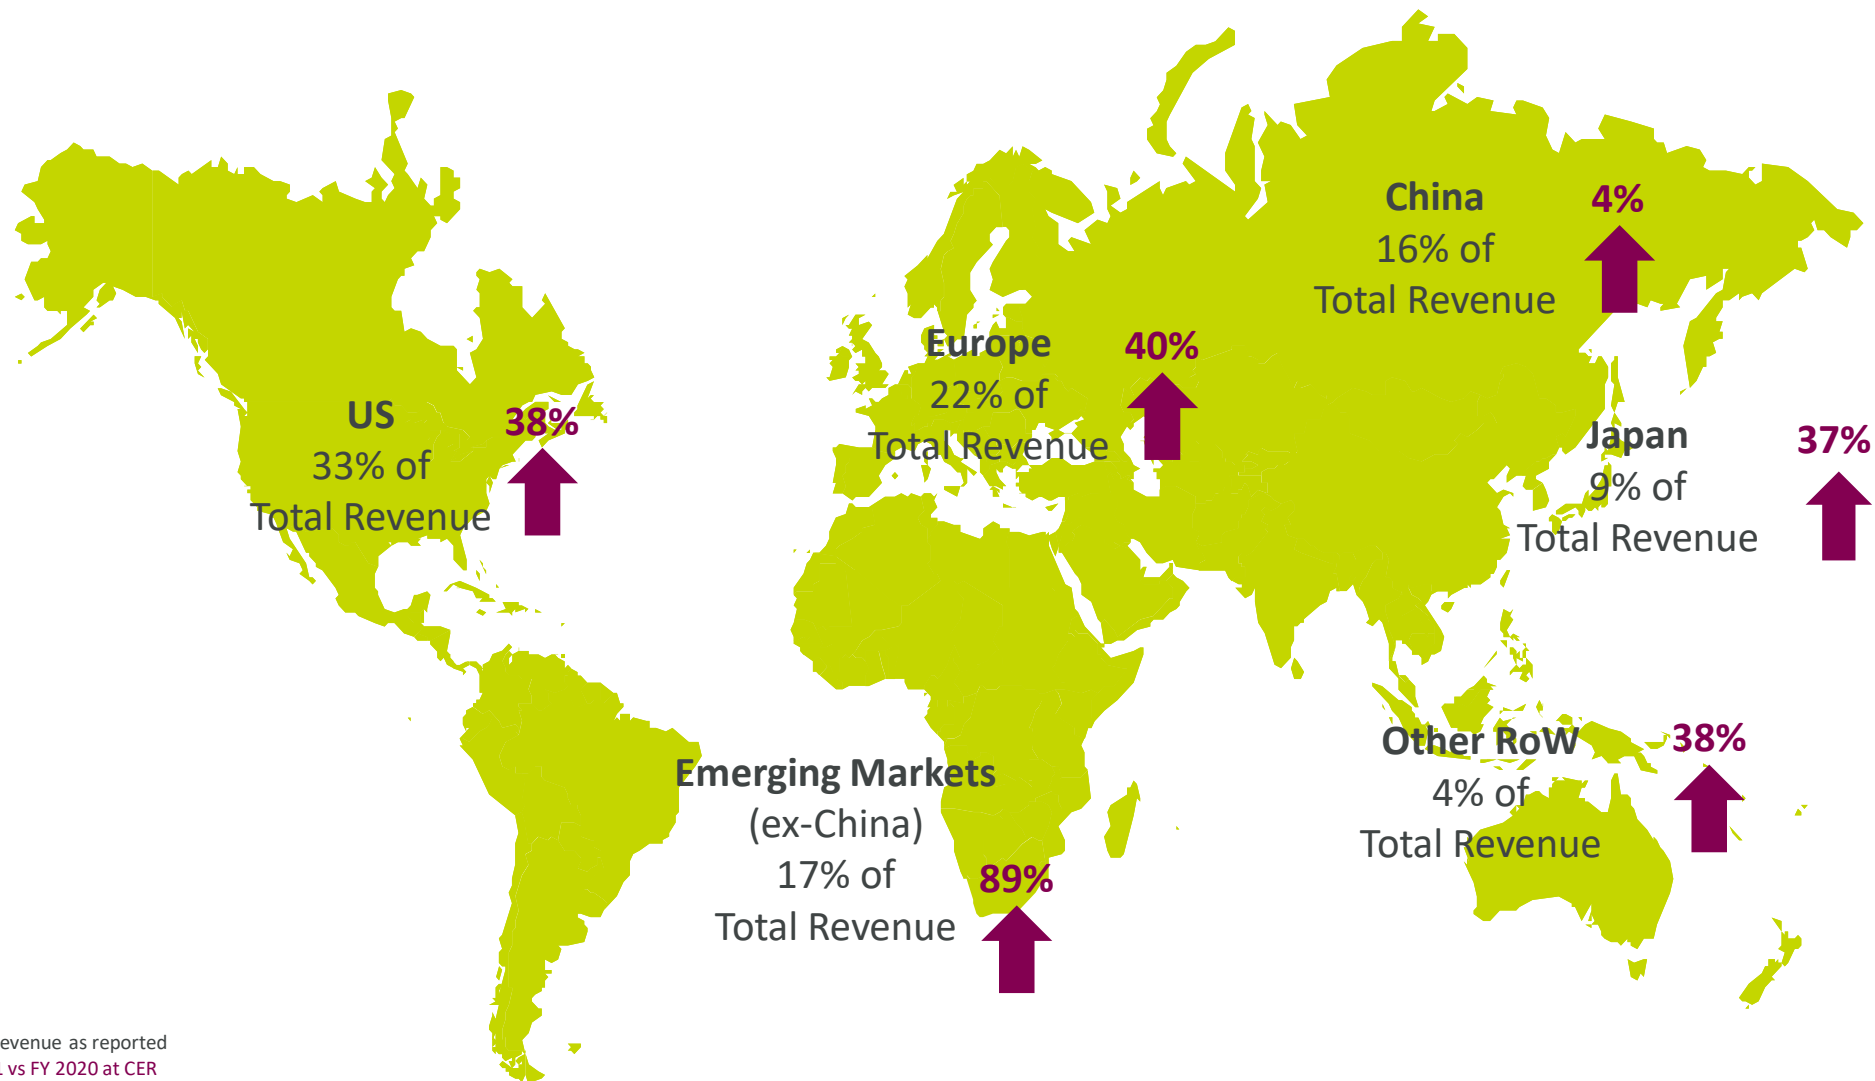 China
16% of
Total Revenue
4%
Europe
22% of
Total Revenue
40%
US
33% of
Total Revenue
38%
Japan
9% of
Total Revenue
37%
Other RoW
4% of
Total Revenue
38%
Emerging Markets
(ex-China)
17% of
Total Revenue
89%
evenue as reported
vs FY 2020 at CER